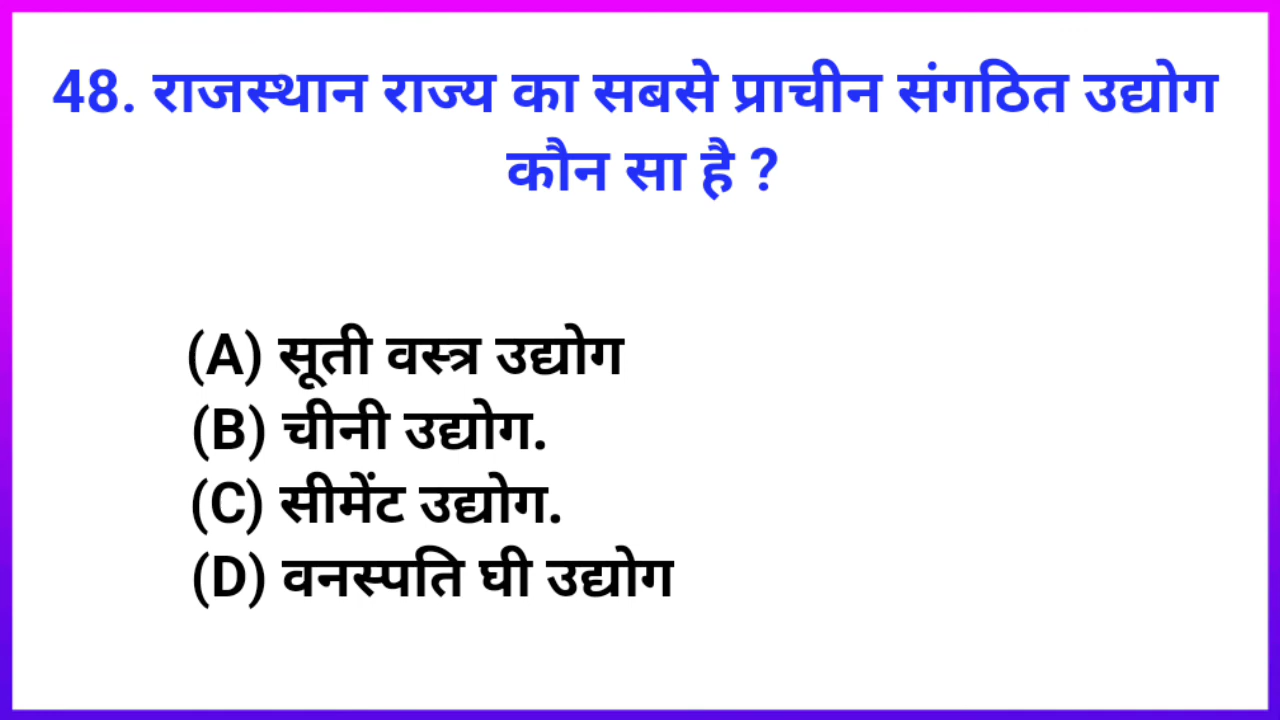 48. राजस्थान राज्य का सबसे प्राचीन संगठित उद्योग
कौन सा है ?
(A) सूती वस्त्र उद्योग
(B) चीनी उद्योग.
(C) सीमेंट उद्योग.
(D) वनस्पति घी उद्योग